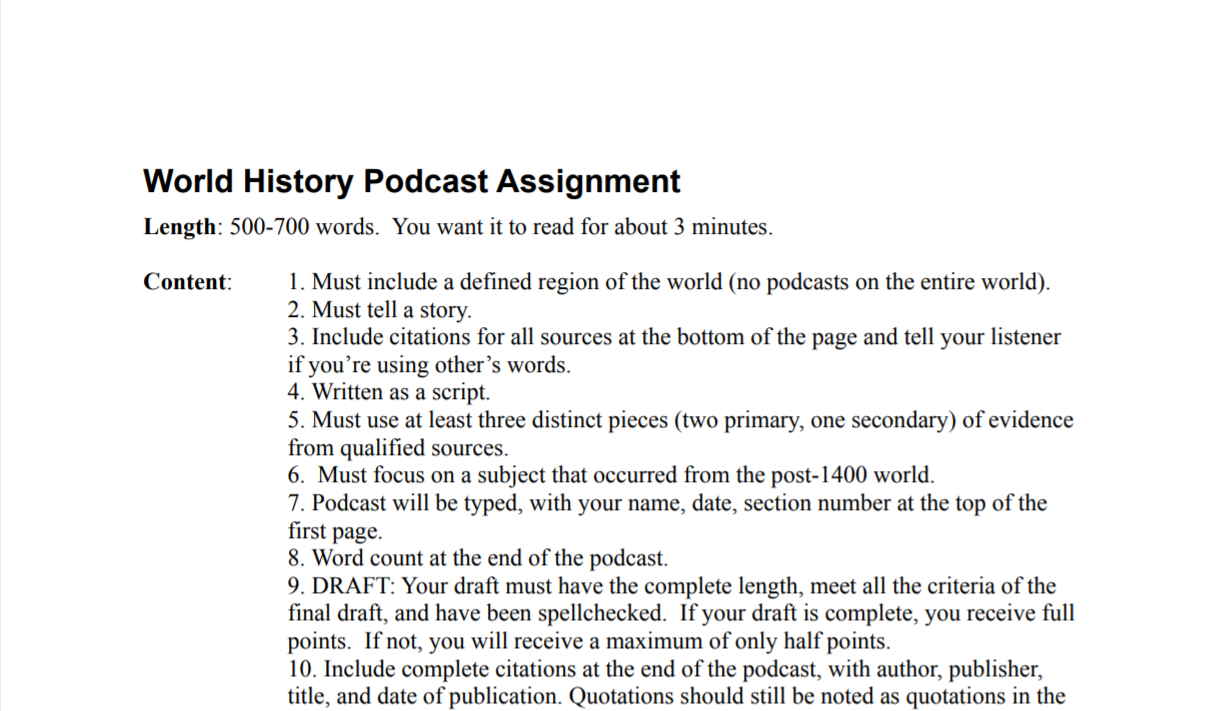 World History Podcast Assignment
Length: 500-700 words.  You want it to read for about 3 minutes.
Content: 1. Must include a defined region of the world (no podcasts on the entire world).
2. Must tell a story.
3. Include citations for all sources at the bottom of the page and tell your listener
if you’re using other’s words.
4. Written as a script.
5. Must use at least three distinct pieces (two primary, one secondary) of evidence
from qualified sources.
6.  Must focus on a subject that occurred from the post-1400 world.
7. Podcast will be typed, with your name, date, section number at the top of the
first page.
8. Word count at the end of the podcast.
9. DRAFT: Your draft must have the complete length, meet all the criteria of the
final draft, and have been spellchecked.  If your draft is complete, you receive full
points.  If not, you will receive a maximum of only half points.
10. Include complete citations at the end of the podcast, with author, publisher,
title, and date of publication. Quotations should still be noted as quotations in the